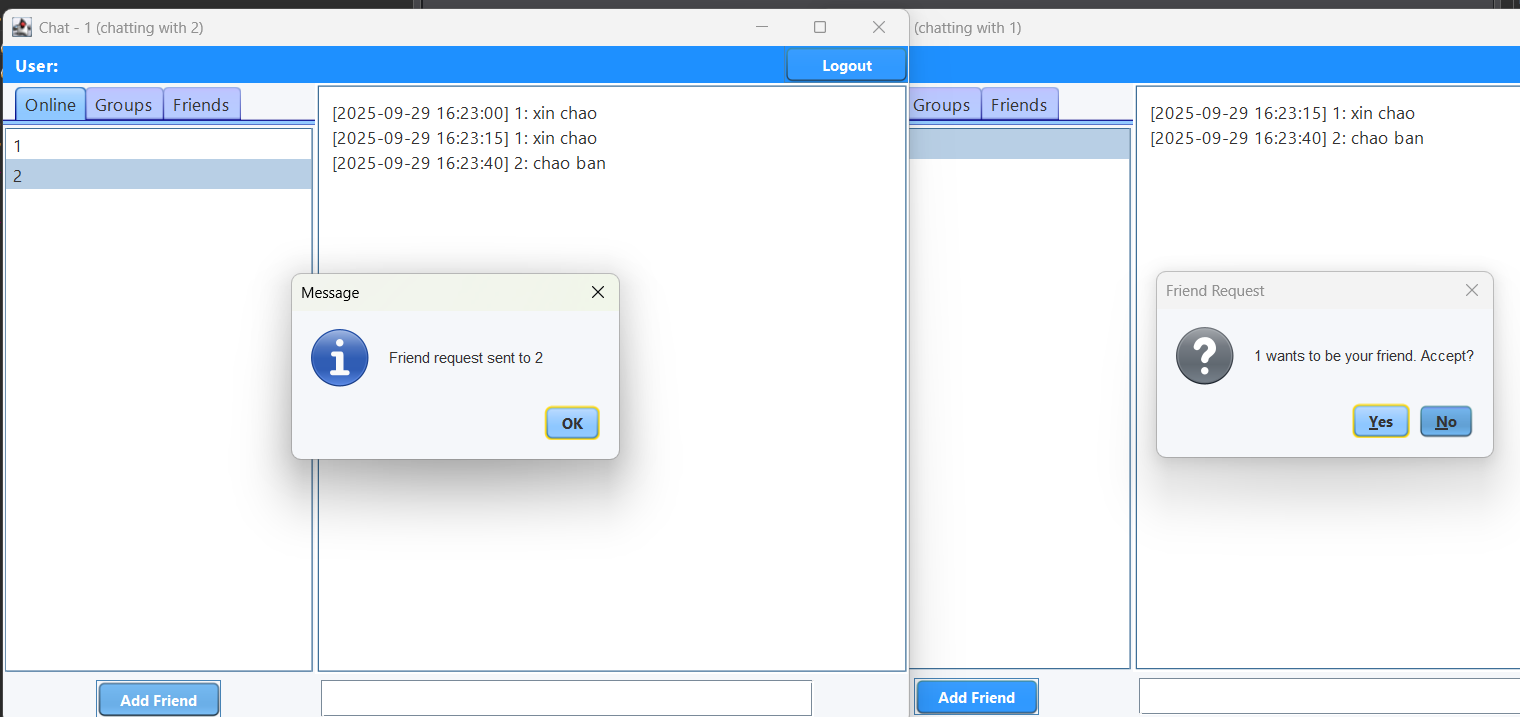 Chat - 1 (chatting with 2)
User:
Logout
Online
Groups
Friends
1
2
[2025-09-29 16:23:00] 1: xin chao
[2025-09-29 16:23:15] 1: xin chao
[2025-09-29 16:23:40] 2: chao ban
Message
Friend request sent to 2
OK
Add Friend
(chatting with 1)
Groups
Friends
[2025-09-29 16:23:15] 1: xin chao
[2025-09-29 16:23:40] 2: chao ban
Friend Request
1 wants to be your friend. Accept?
Yes
No
Add Friend